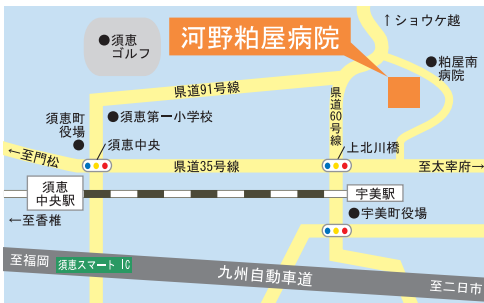 ↑ショウケ越
河野粕屋病院
須恵
ゴルフ
粕屋南
病院
県道91号線
県道60号線
須恵町
役場
須恵第一小学校
須恵中央
上北川橋
←至門松
県道35号線
至太宰府→
須恵
中央駅
宇美駅
←至香椎
宇美町役場
至福岡
須恵スマートIC
九州自動車道
至二日市